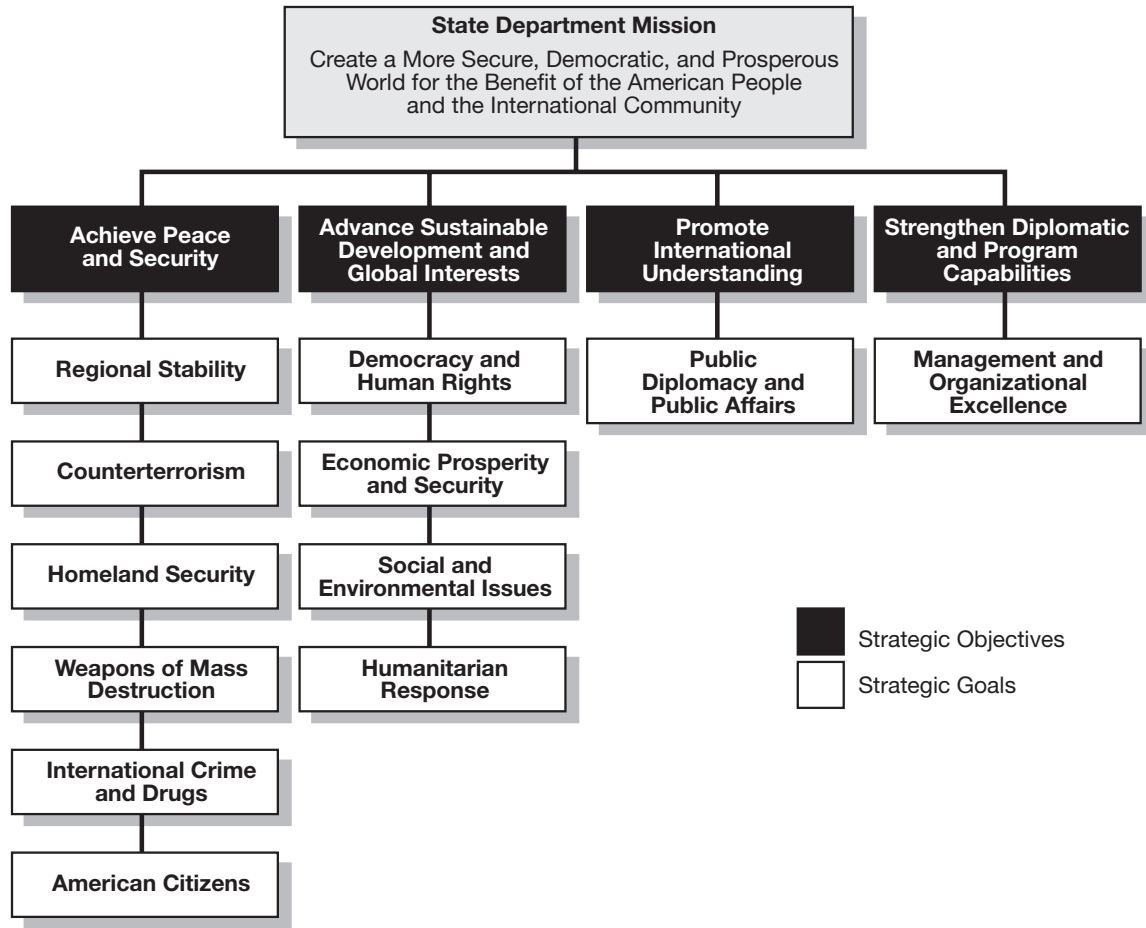 State Department Mission
Create a More Secure, Democratic, and Prosperous
World for the Benefit of the American People
and the International Community
Achieve Peace
and Security
Regional Stability
Counterterrorism
Homeland Security
Weapons of Mass
Destruction
International Crime
and Drugs
American Citizens
Advance Sustainable
Development and
Global Interests
Democracy and
Human Rights
Economic Prosperity
and Security
Social and
Environmental Issues
Humanitarian
Response
Promote
International
Understanding
Public
Diplomacy and
Public Affairs
Strengthen Diplomatic
and Program
Capabilities
Management and
Organizational
Excellence
Strategic Objectives
Strategic Goals